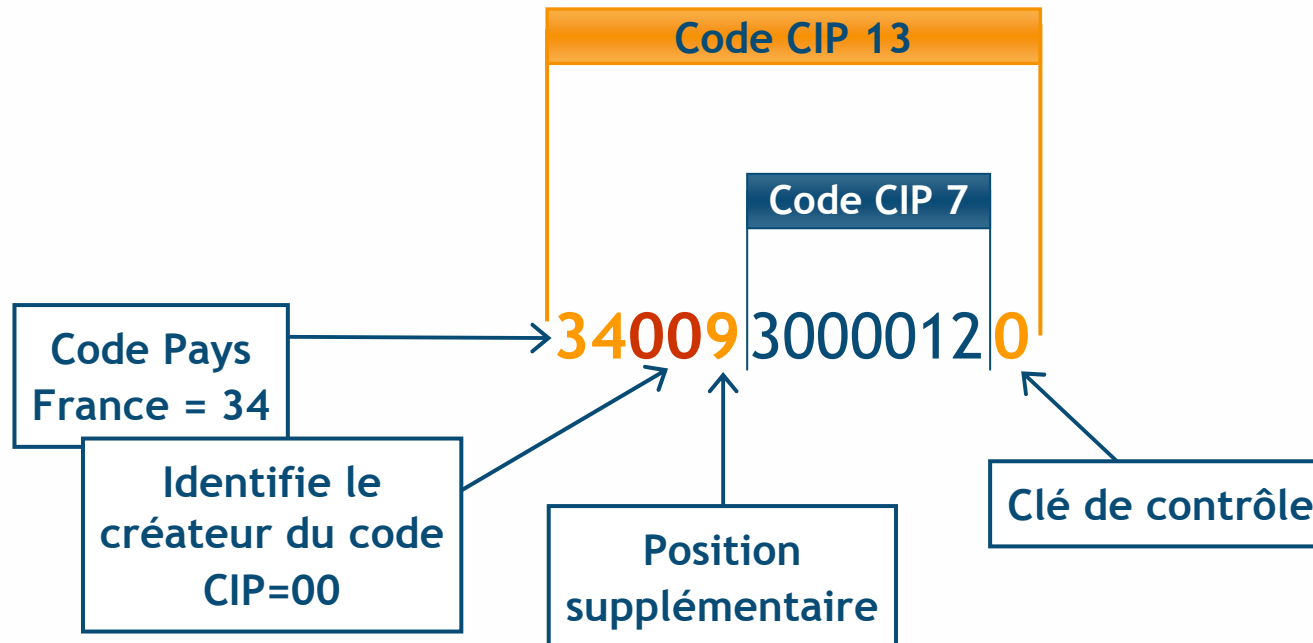 Code CIP 13
Code CIP 7
34009 3000012 0
Code Pays
France = 34
Identifie le
créateur du code
CIP=00
Position
supplémentaire
Clé de contrôle